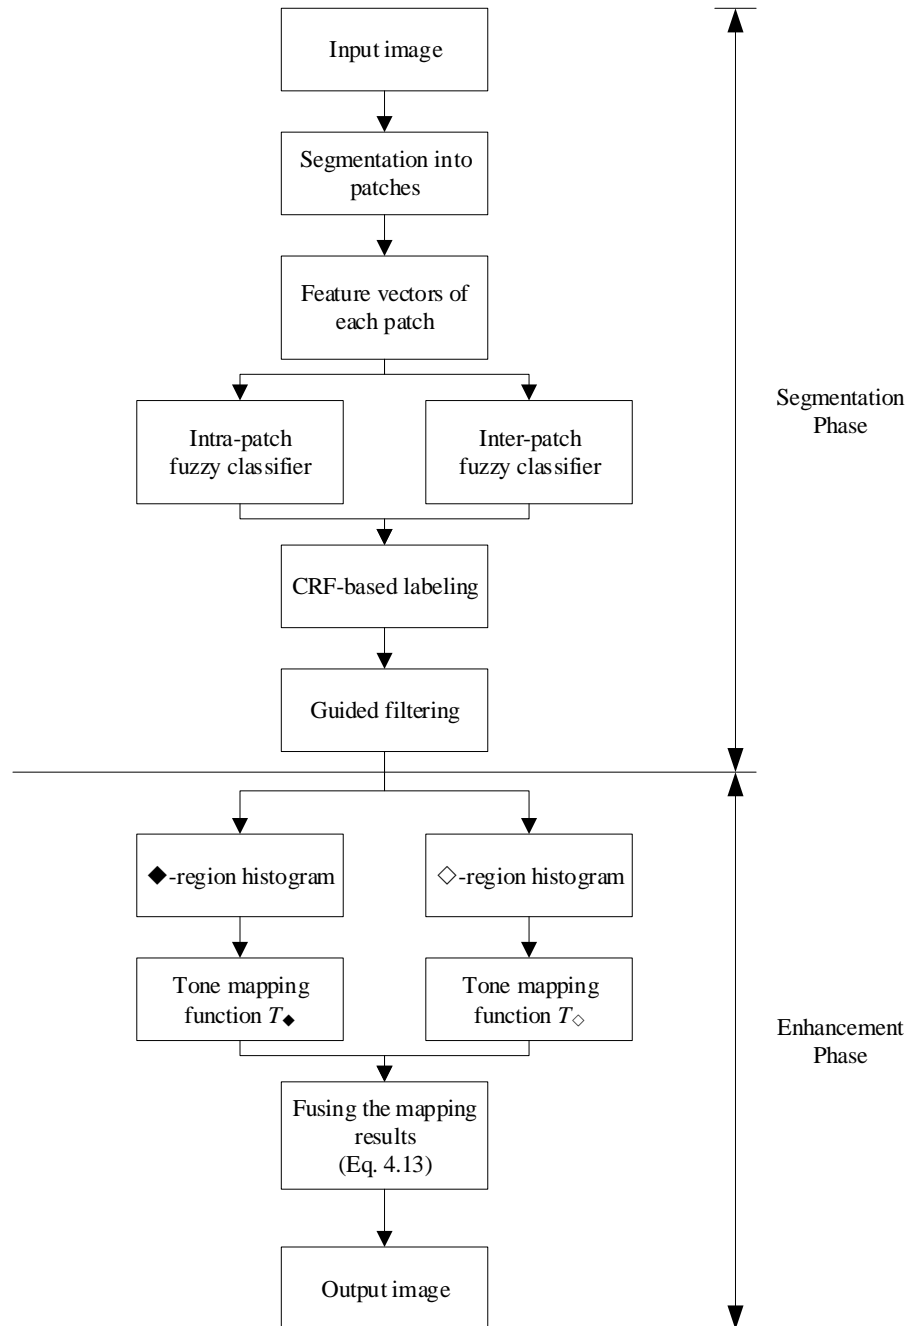 Input image
Segmentation into
patches
Feature vectors of
each patch
Intra-patch
fuzzy classifier
Inter-patch
fuzzy classifier
CRF-based labeling
Guided filtering
Segmentation
Phase
◆-region histogram
◇-region histogram
Tone mapping
function T◆
Tone mapping
function T◇
Fusing the mapping
results
(Eq. 4.13)
Output image
Enhancement
Phase